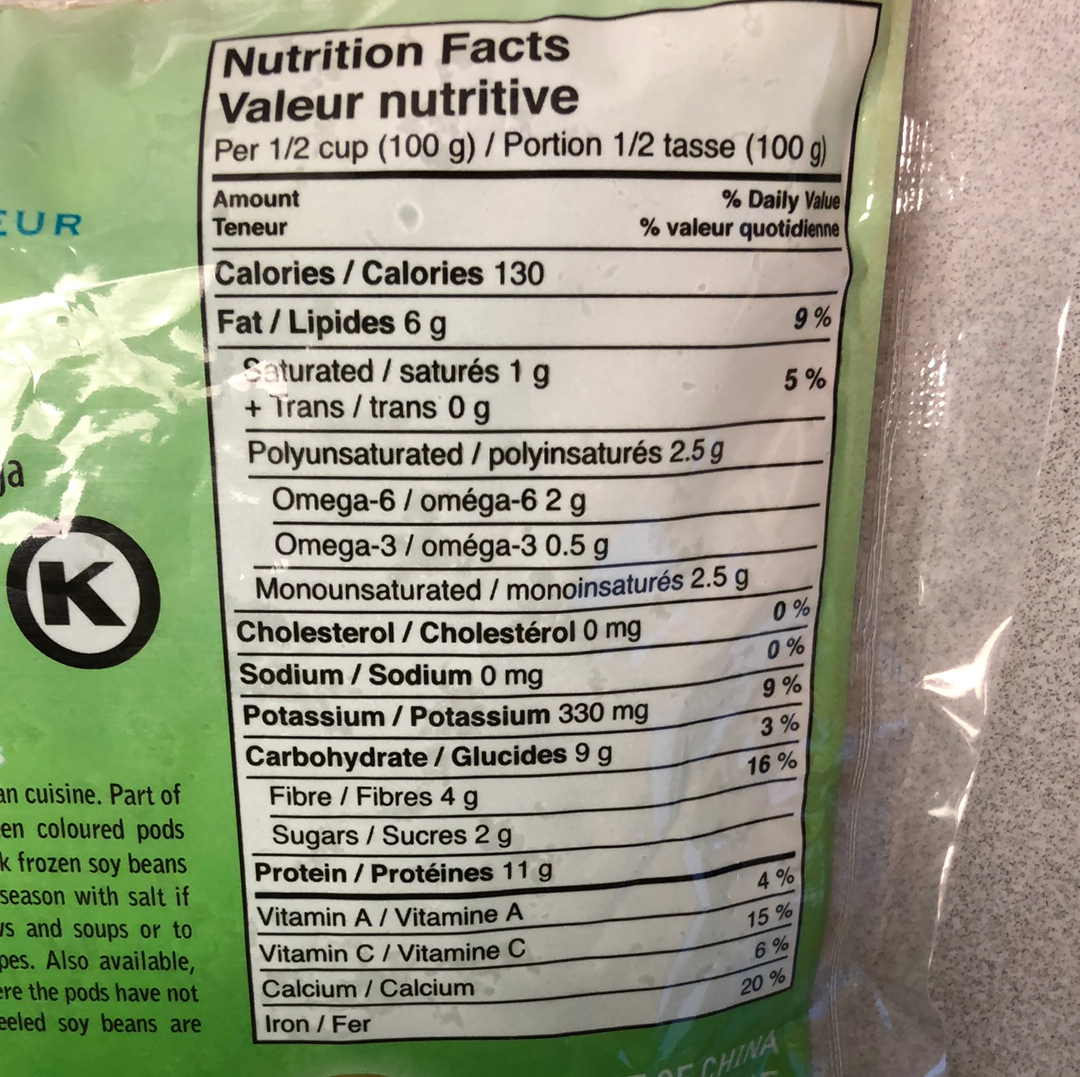 Nutrition Facts
Valeur nutritive
Per 1/2 cup (100 g) / Portion 1/2 tasse (100 g)
Amount % Daily Value
Teneur % valeur quotidienne
Calories / Calories 130
Fat / Lipides 6 g 9 %
Saturated / saturés 1 g 5 %
+ Trans / trans 0 g
Polyunsaturated / polyinsaturés 2.5 g
Omega-6 / oméga-6 2 g
Omega-3 / oméga-3 0.5 g
Monounsaturated / monoinsaturés 2.5 g
Cholesterol / Cholestérol 0 mg 0 %
Sodium / Sodium 0 mg 0 %
Potassium / Potassium 330 mg 9 %
Carbohydrate / Glucides 9 g 3 %
Fibre / Fibres 4 g 16 %
Sugars / Sucres 2 g
Protein / Protéines 11 g
Vitamin A / Vitamine A 4 %
Vitamin C / Vitamine C 15 %
Calcium / Calcium 6 %
Iron / Fer 20 %
K
cuisine. Part of
coloured pods
frozen soy beans
season with salt if
and soups or to
Also available,
the pods have not
soy beans are
OF CHINA